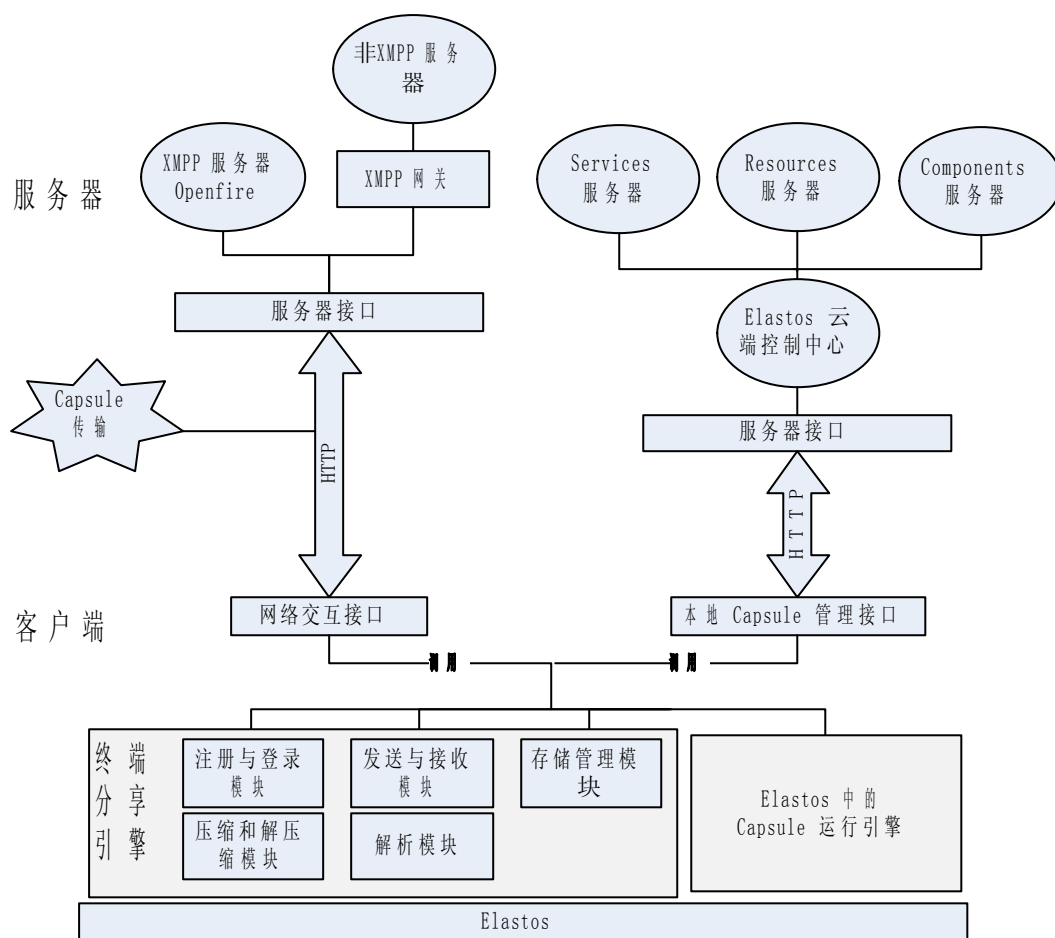 非XMPP 服务
器
XMPP 服务器
Openfire
XMPP 网关
Services
服务器
Resources
服务器
Components
服务器
服务器
服务器接口
Elastos 云
端控制中心
Capsule
传输
服务器接口
HTTP
HTTP
客户端
网络交互接口
本地 Capsule 管理接口
调用
调用
终端
分享
引擎
注册与登录
模块
发送与接收
模块
存储管理模
块
压缩和解压
缩模块
解析模块
Elastos 中的
Capsule 运行引擎
Elastos